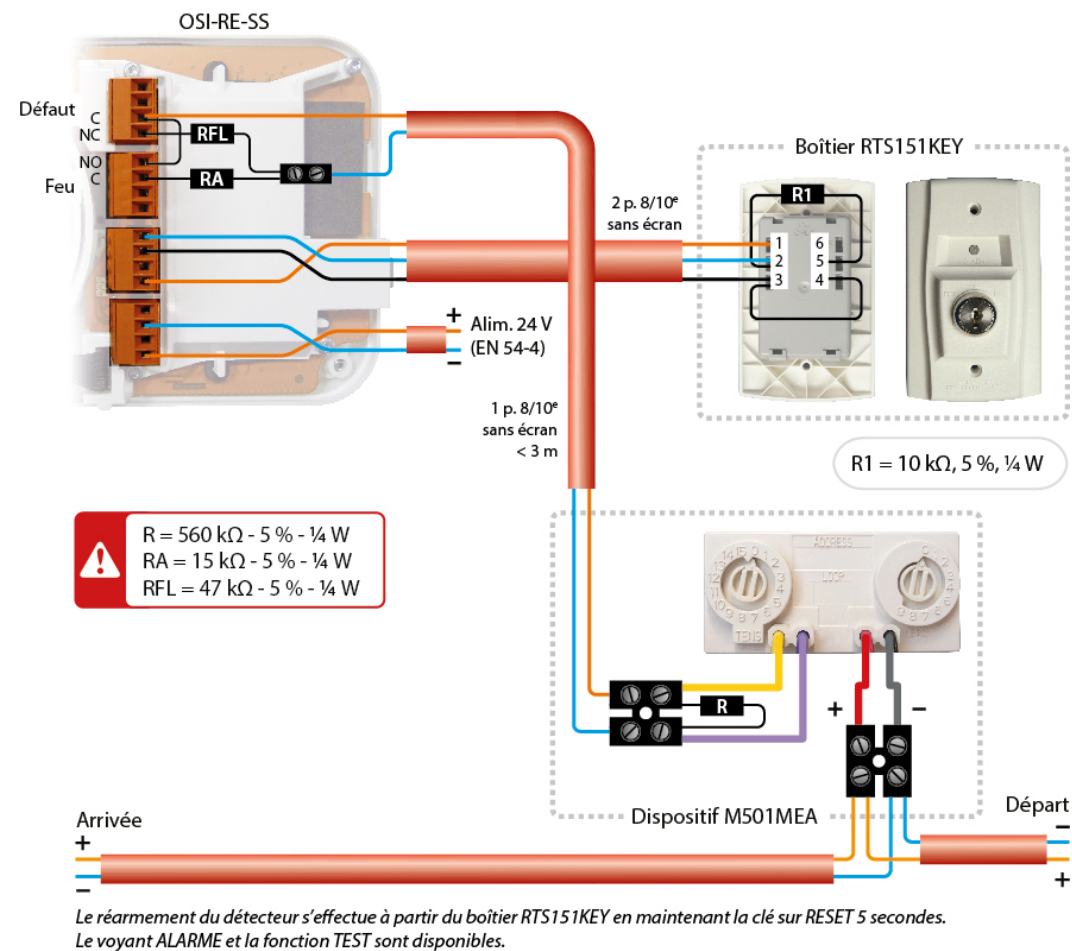 OSI-RE-SS
Défaut
C
NC
NO
C
Feu
RFL
RA
2 p. 8/10e
sans écran
Boîtier RTS151KEY
R1
1
2
3
6
5
4
+
Alim. 24 V
(EN 54-4)
−
1 p. 8/10e
sans écran
< 3 m
R1 = 10 kΩ, 5 %, ¼ W
R = 560 kΩ - 5 % - ¼ W
RA = 15 kΩ - 5 % - ¼ W
RFL = 47 kΩ - 5 % - ¼ W
ADDRESS
LOOP
TENS
R
+
−
Dispositif M501MEA
Arrivée
+
−
Départ
−
+
Le réarmement du détecteur s’effectue à partir du boîtier RTS151KEY en maintenant la clé sur RESET 5 secondes.
Le voyant ALARME et la fonction TEST sont disponibles.